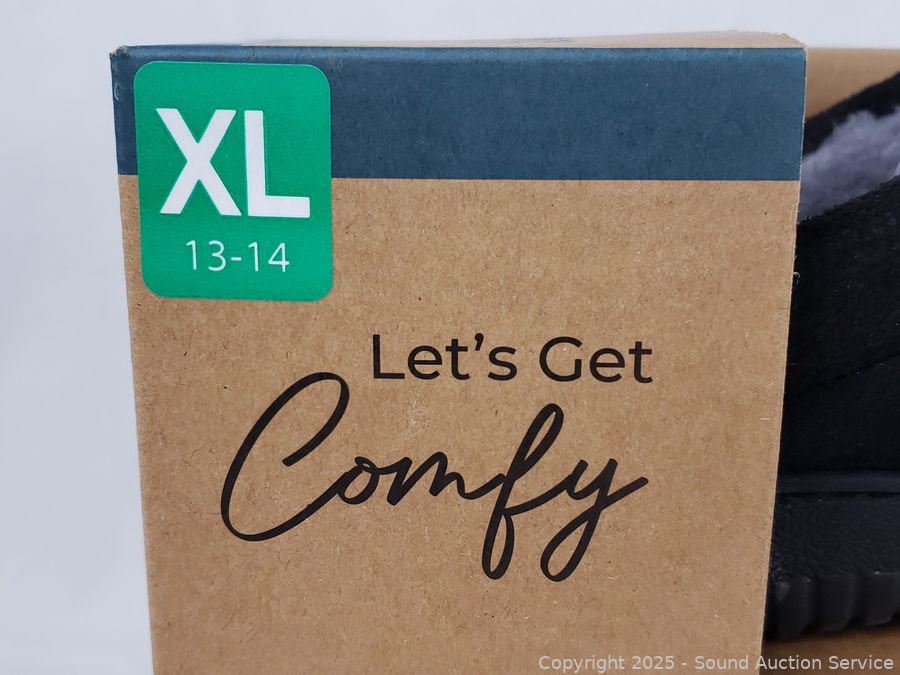 XL
13-14
Let's Get
Comfy
Copyright 2025 - Sound Auction Service